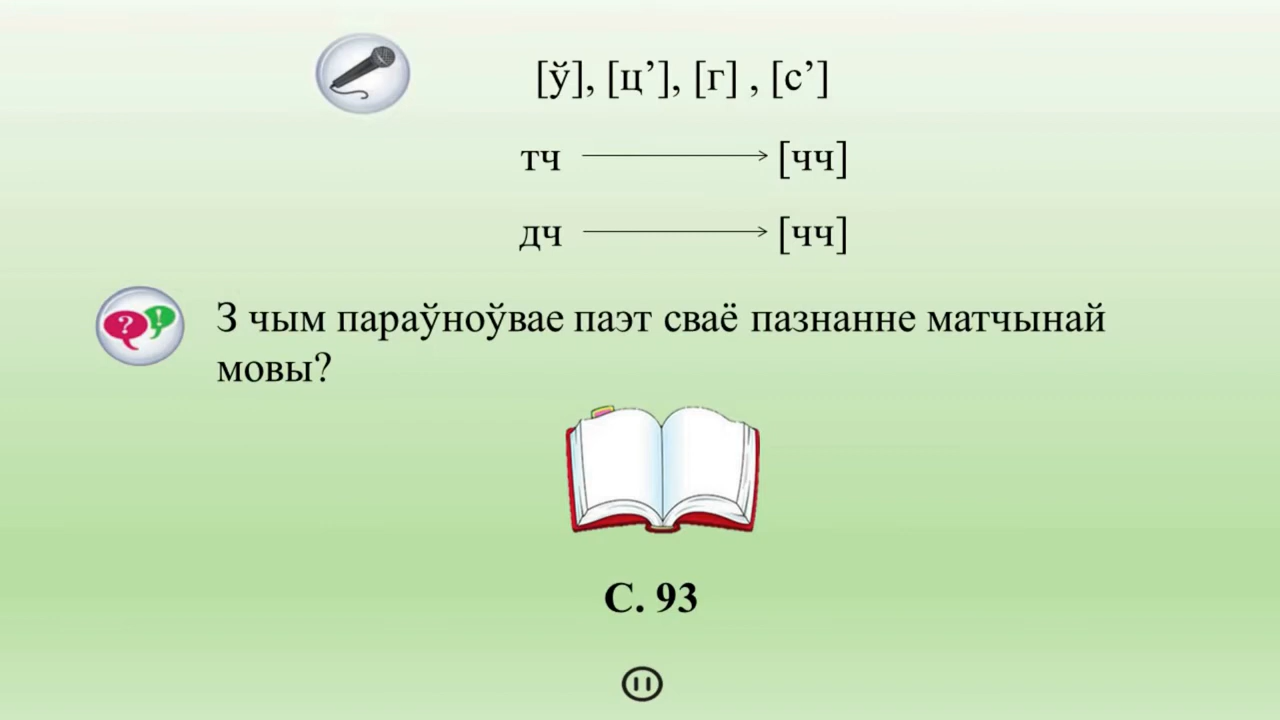 [ў], [ц’], [г] , [с’]
тч [чч]
дч [чч]
З чым параўноўвае паэт сваё пазнанне матчынай
мовы?
С. 93